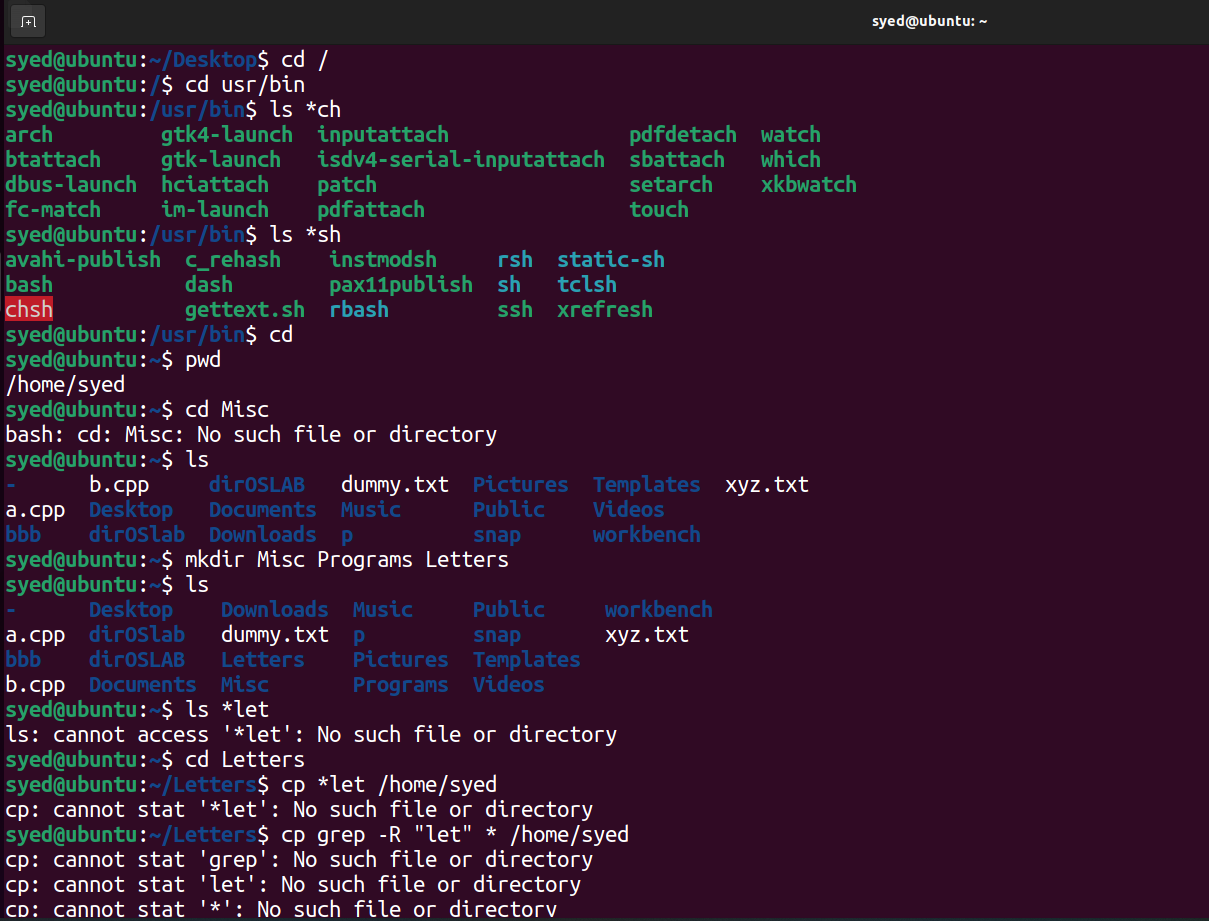 syed@ubuntu: ~
syed@ubuntu:~/Desktop$ cd /
syed@ubuntu:/$ cd usr/bin
syed@ubuntu:/usr/bin$ ls *ch
arch gtk4-launch inputattach pdfdetach watch
btattach gtk-launch isdv4-serial-inputattach sbattach which
dbus-launch hciattach patch setarch xkbwatch
fc-match im-launch pdfattach touch
syed@ubuntu:/usr/bin$ ls *sh
avahi-publish c_rehash instmodsh rsh static-sh
bash dash pax11publish sh tclsh
chsh gettext.sh rbash ssh xrefresh
syed@ubuntu:/usr/bin$ cd
syed@ubuntu:~$ pwd
/home/syed
syed@ubuntu:~$ cd Misc
bash: cd: Misc: No such file or directory
syed@ubuntu:~$ ls
- b.cpp dirOSLAB dummy.txt Pictures Templates xyz.txt
a.cpp Desktop Documents Music Public Videos
bbb dirOSlab Downloads p snap workbench
syed@ubuntu:~$ mkdir Misc Programs Letters
syed@ubuntu:~$ ls
- Desktop Downloads Music Public workbench
a.cpp dirOSlab dummy.txt p snap xyz.txt
bbb dirOSLAB Letters Pictures Templates
b.cpp Documents Misc Programs Videos
syed@ubuntu:~$ ls *let
ls: cannot access '*let': No such file or directory
syed@ubuntu:~$ cd Letters
syed@ubuntu:~/Letters$ cp *let /home/syed
cp: cannot stat '*let': No such file or directory
syed@ubuntu:~/Letters$ cp grep -R "let" * /home/syed
cp: cannot stat 'grep': No such file or directory
cp: cannot stat 'let': No such file or directory
cp: cannot stat '*': No such file or directory